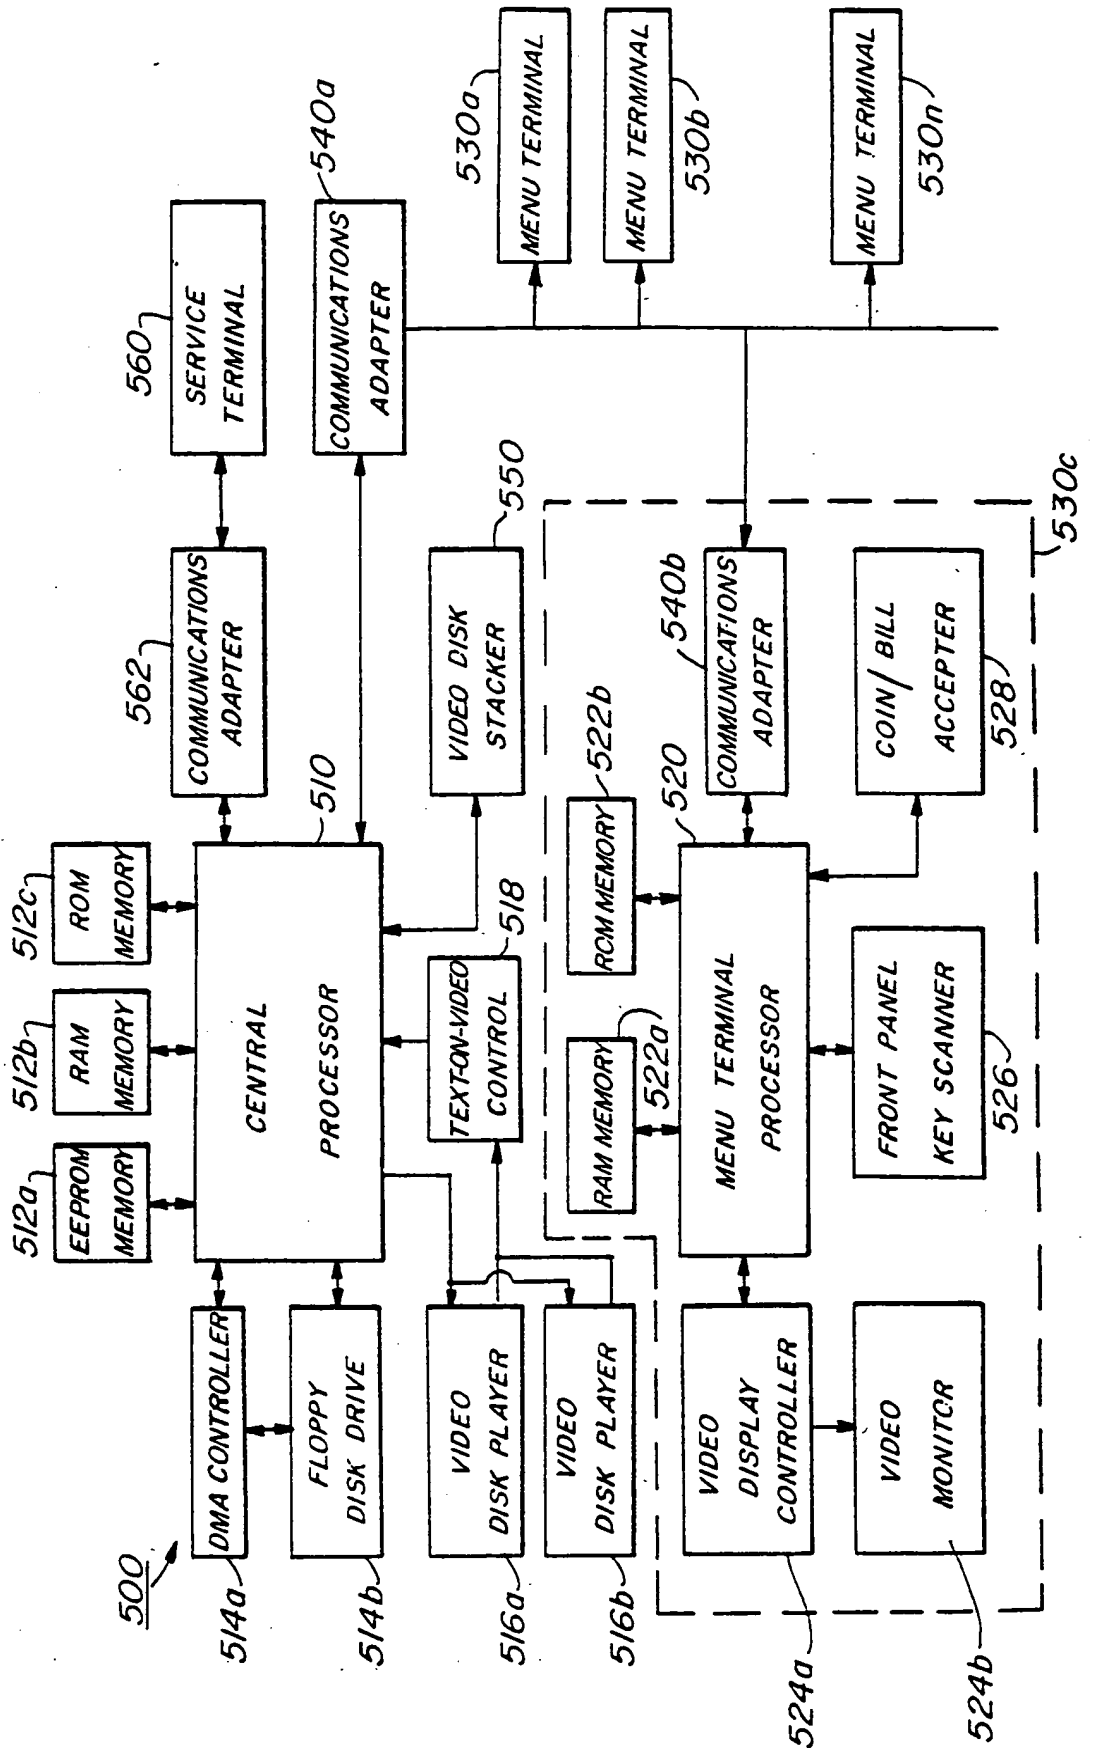 500
512a
EEPROM
MEMORY
512b
RAM
MEMORY
512c
ROM
MEMORY
562
COMMUNICATIONS
ADAPTER
560
SERVICE
TERMINAL
514a
DMA CONTROLLER
514b
FLOPPY
DISK DRIVE
CENTRAL
PROCESSOR
510
COMMUNICATIONS
ADAPTER
540a
516a
VIDEO
DISK PLAYER
516b
VIDEO
DISK PLAYER
TEXT-ON-VIDEO
CONTROL
518
VIDEO DISK
STACKER
550
MENU TERMINAL
530a
MENU TERMINAL
530b
MENU TERMINAL
530n
RAM MEMORY
522a
ROM MEMORY
522b
VIDEO
DISPLAY
CONTROLLER
524a
MENU TERMINAL
PROCESSOR
520
COMMUNICATIONS
ADAPTER
540b
VIDEO
MONITOR
524b
FRONT PANEL
KEY SCANNER
526
COIN/BILL
ACCEPTER
528
530c